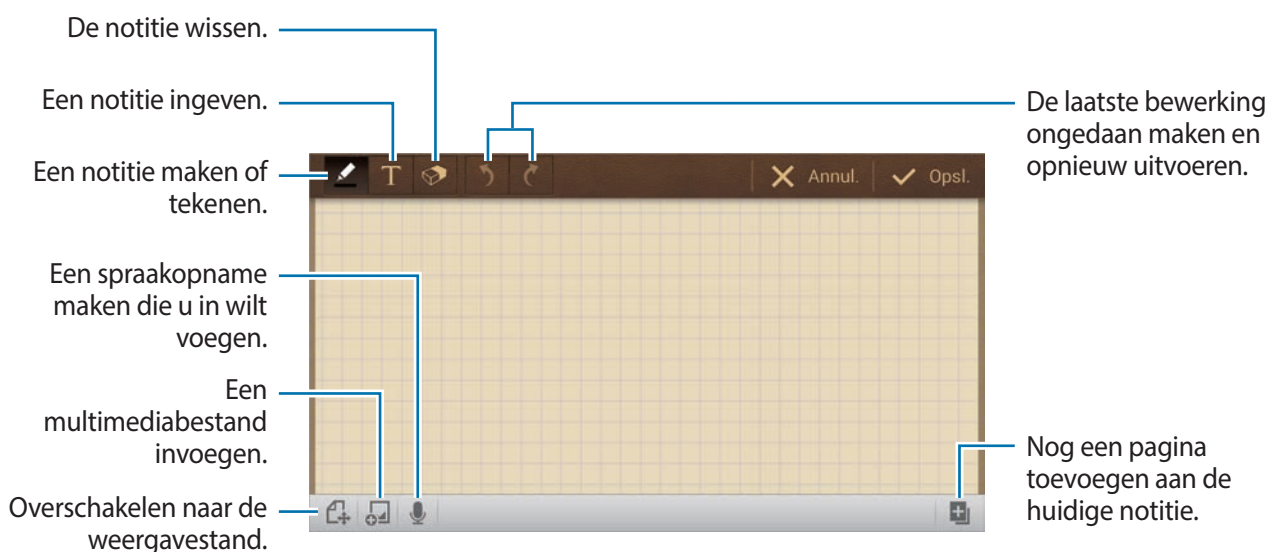 De notitie wissen.
Een notitie ingeven.
Een notitie maken of
tekenen.
Een spraakopname
maken die u in wilt
voegen.
Een
multimediabestand
invoegen.
Overschakelen naar de
weergavestand.
T
Annul.
Opsl.
De laatste bewerking
ongedaan maken en
opnieuw uitvoeren.
Nog een pagina
toevoegen aan de
huidige notitie.